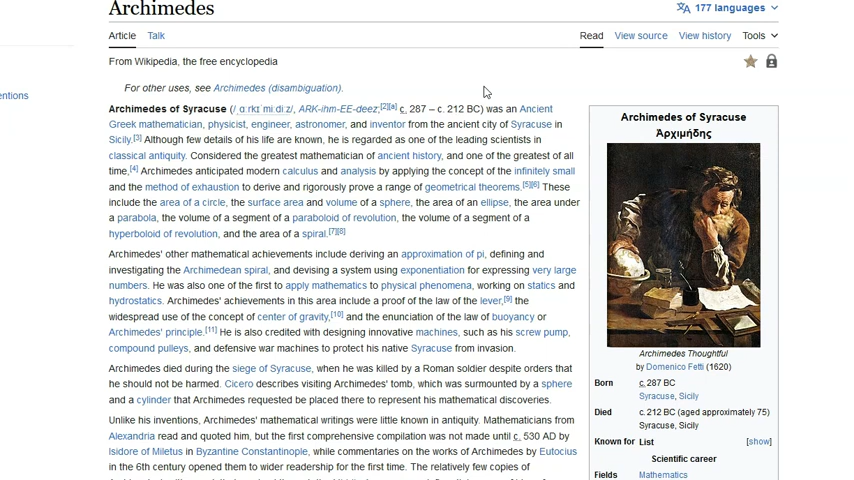 Archimedes
177 languages
Article Talk Read View source View history Tools
From Wikipedia, the free encyclopedia
entions
For other uses, see Archimedes (disambiguation).
Archimedes of Syracuse (/ˌɑːrkɪˈmiːdiːz/, ARK-ihm-EE-deez;[2][a] c. 287 – c. 212 BC) was an Ancient
Greek mathematician, physicist, engineer, astronomer, and inventor from the ancient city of Syracuse in
Sicily.[3] Although few details of his life are known, he is regarded as one of the leading scientists in
classical antiquity. Considered the greatest mathematician of ancient history, and one of the greatest of all
time,[4] Archimedes anticipated modern calculus and analysis by applying the concept of the infinitely small
and the method of exhaustion to derive and rigorously prove a range of geometrical theorems.[5][6] These
include the area of a circle, the surface area and volume of a sphere, the area of an ellipse, the area under
a parabola, the volume of a segment of a paraboloid of revolution, the volume of a segment of a
hyperboloid of revolution, and the area of a spiral.[7][8]
Archimedes' other mathematical achievements include deriving an approximation of pi, defining and
investigating the Archimedean spiral, and devising a system using exponentiation for expressing very large
numbers. He was also one of the first to apply mathematics to physical phenomena, working on statics and
hydrostatics. Archimedes' achievements in this area include a proof of the law of the lever,[9] the
widespread use of the concept of center of gravity,[10] and the enunciation of the law of buoyancy or
Archimedes' principle.[11] He is also credited with designing innovative machines, such as his screw pump,
compound pulleys, and defensive war machines to protect his native Syracuse from invasion.
Archimedes died during the siege of Syracuse, when he was killed by a Roman soldier despite orders that
he should not be harmed. Cicero describes visiting Archimedes' tomb, which was surmounted by a sphere
and a cylinder that Archimedes requested be placed there to represent his mathematical discoveries.
Unlike his inventions, Archimedes' mathematical writings were little known in antiquity. Mathematicians from
Alexandria read and quoted him, but the first comprehensive compilation was not made until c. 530 AD by
Isidore of Miletus in Byzantine Constantinople, while commentaries on the works of Archimedes by Eutocius
in the 6th century opened them to wider readership for the first time. The relatively few copies of
Archimedes of Syracuse
Ἀρχιμήδης
Archimedes Thoughtful
by Domenico Fetti (1620)
Born c. 287 BC
Syracuse, Sicily
Died c. 212 BC (aged approximately 75)
Syracuse, Sicily
Known for List [show]
Scientific career
Fields Mathematics